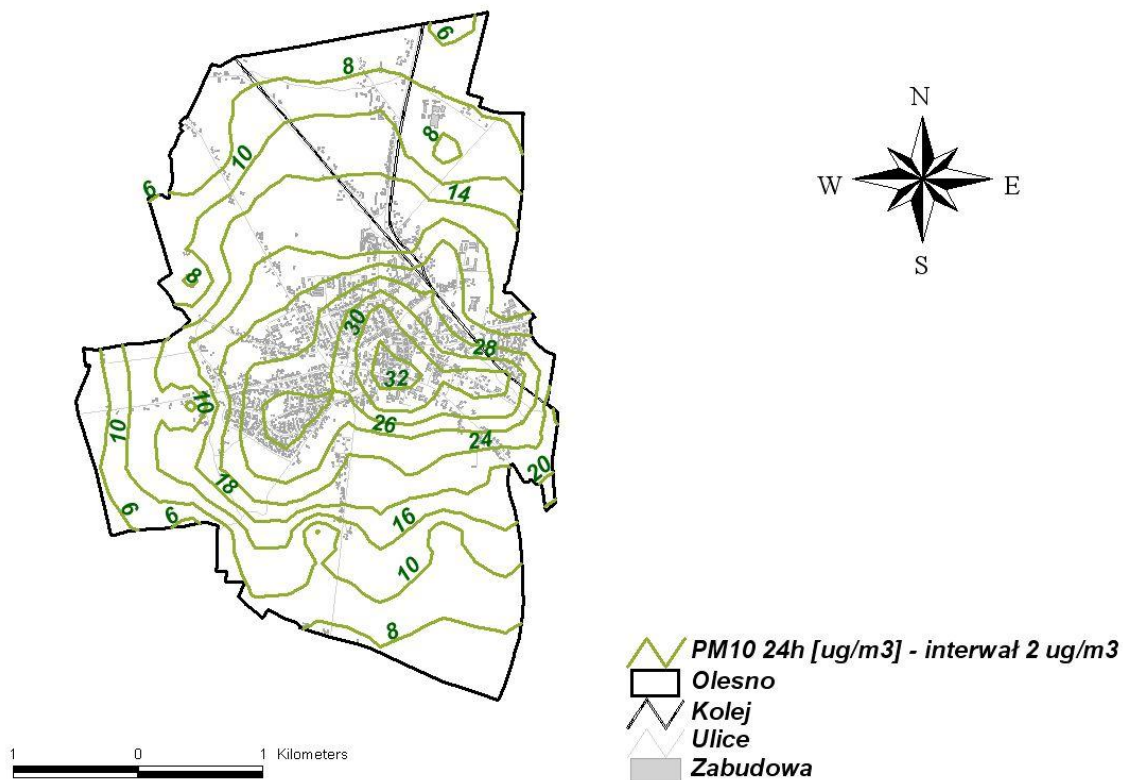 6
8
N
8
10
14
6
W
E
S
8
30
28
32
10
10
26
24
20
18
6
6
16
10
8
PM10 24h [ug/m3] - interwał 2 ug/m3
Olesno
Kolej
Ulice
Zabudowa
1 0 1 Kilometers